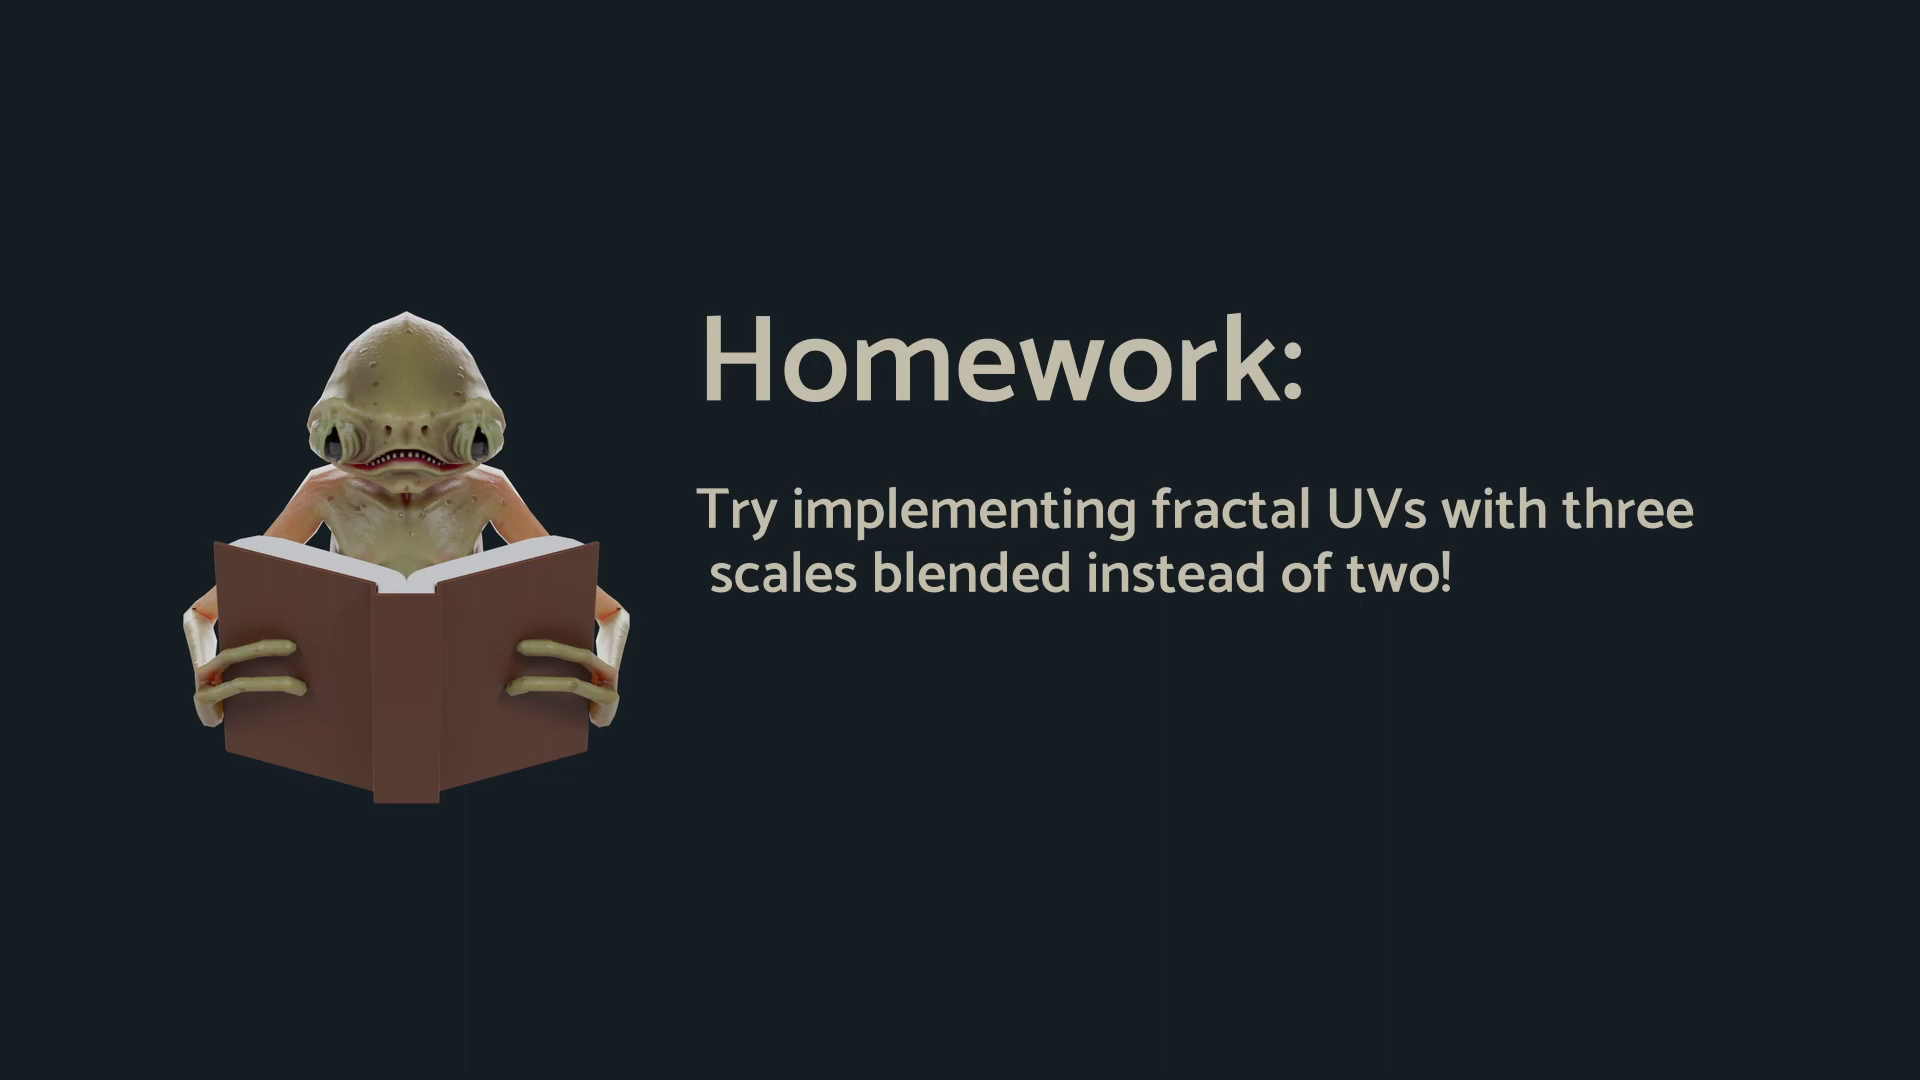 Homework:
Try implementing fractal UVs with three
scales blended instead of two!